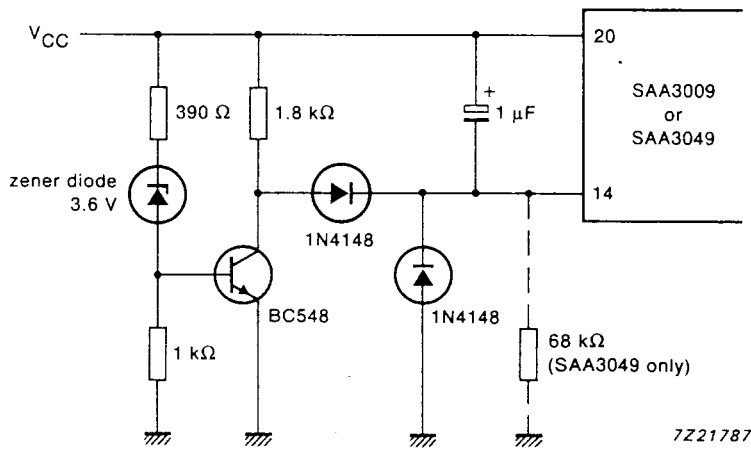 VCC
20
SAA3009
or
SAA3049
390 Ω
1.8 kΩ
+
1 µF
zener diode
3.6 V
14
1N4148
BC548
1N4148
1 kΩ
68 kΩ
(SAA3049 only)
7Z21787